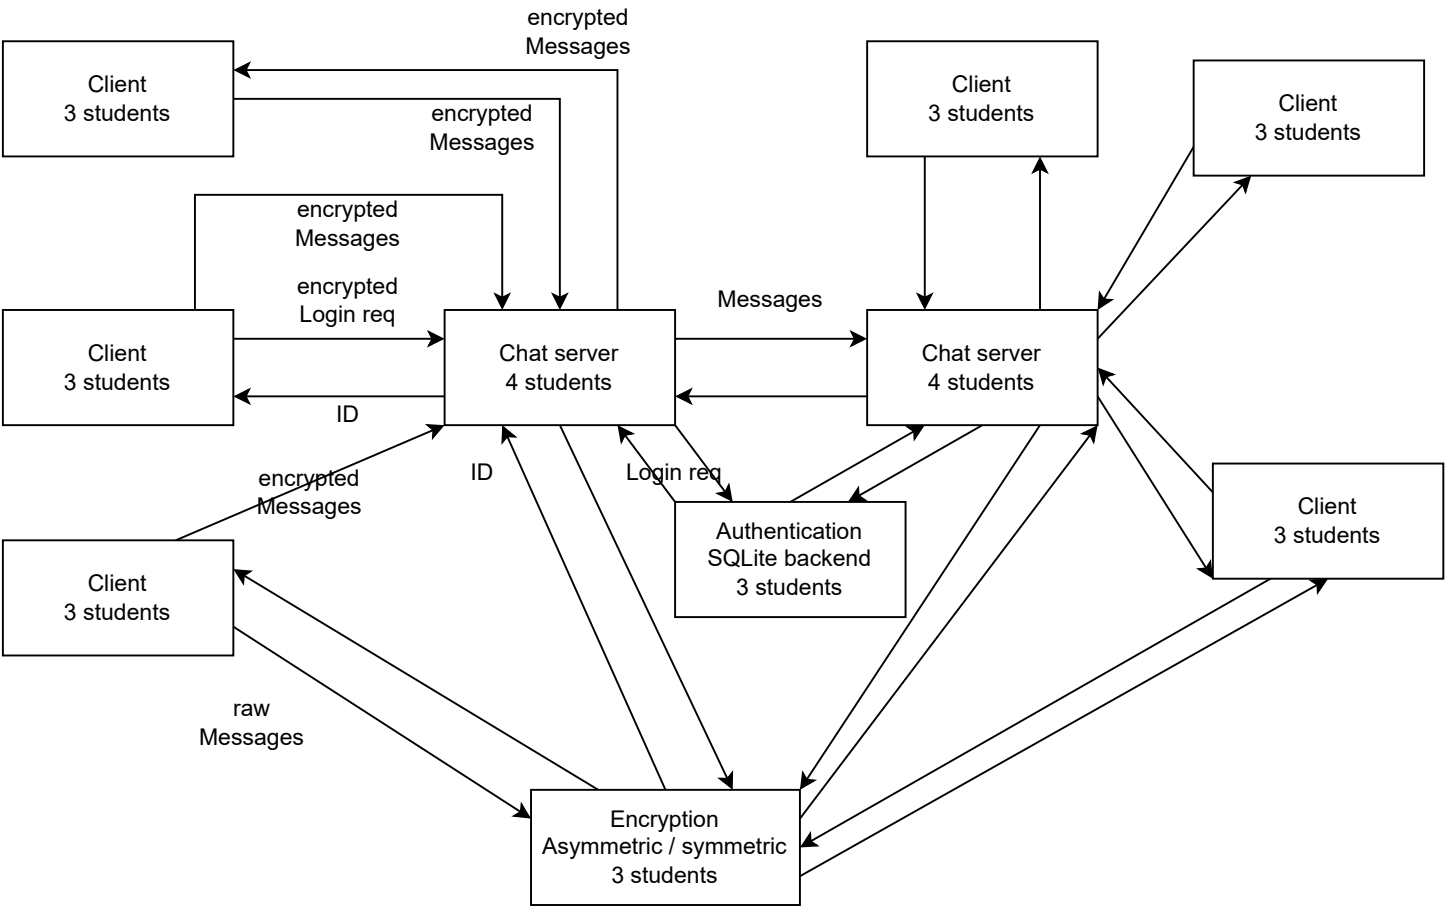 encrypted
Messages
Client
3 students
encrypted
Messages
Client
3 students
Client
3 students
encrypted
Messages
encrypted
Login req
Messages
Client
3 students
Chat server
4 students
Chat server
4 students
ID
encrypted
Messages
ID
Login req
Client
3 students
Authentication
SQLite backend
3 students
Client
3 students
raw
Messages
Encryption
Asymmetric / symmetric
3 students